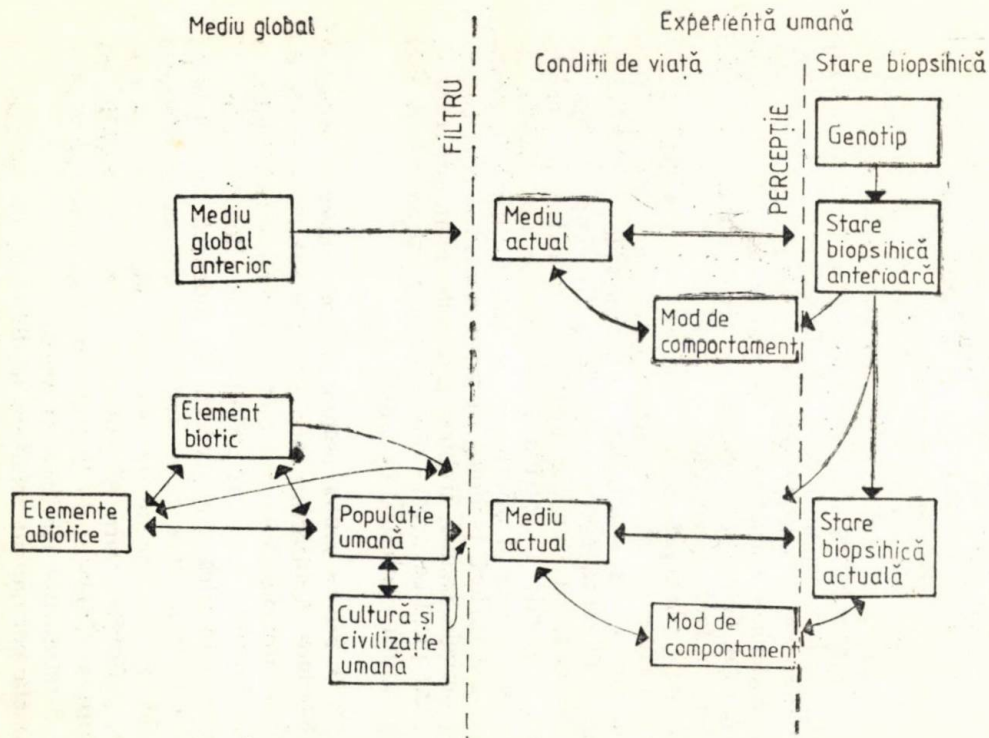 Mediu global
Experiență umană
Condiții de viață
Stare biopsihică
FILTRU
PERCEPȚIE
Genotip
Mediu
global
anterior
Mediu
actual
Stare
biopsihică
anterioară
Mod de
comportament
Element
biotic
Elemente
abiotice
Populație
umană
Mediu
actual
Stare
biopsihică
actuală
Cultură și
civilizație
umană
Mod de
comportament